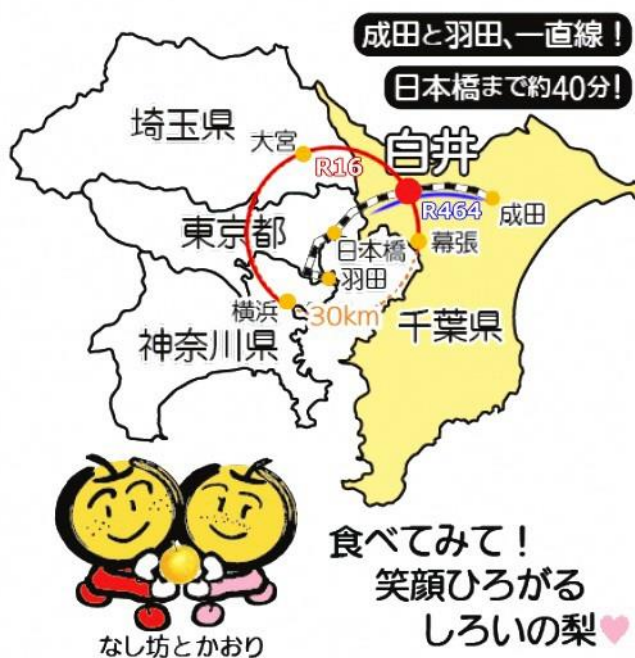 成田と羽田、一直線！
日本橋まで約40分!
埼玉県
大宮
R16
白井
R464
成田
東京都
日本橋
幕張
羽田
横浜
30km
千葉県
神奈川県
食べてみて！
笑顔ひろがる
しろいの梨
なし坊とかおり